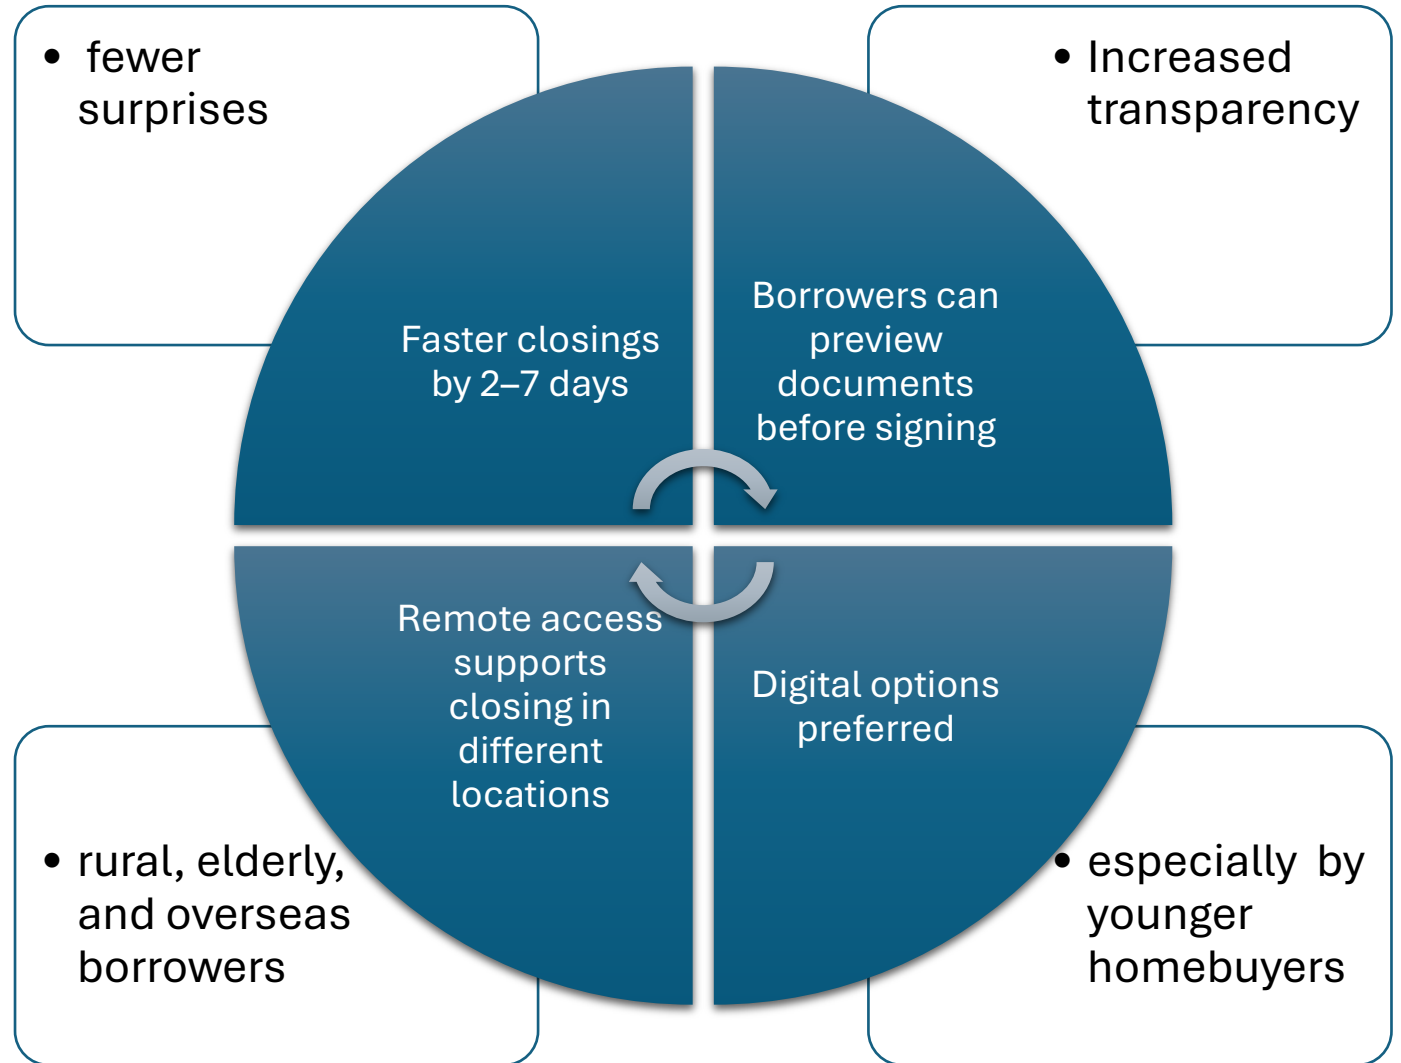 • fewer
surprises
• Increased
transparency
Faster closings
by 2–7 days
Borrowers can
preview
documents
before signing
Remote access
supports
closing in
different
locations
Digital options
preferred
• rural, elderly,
and overseas
borrowers
• especially by
younger
homebuyers